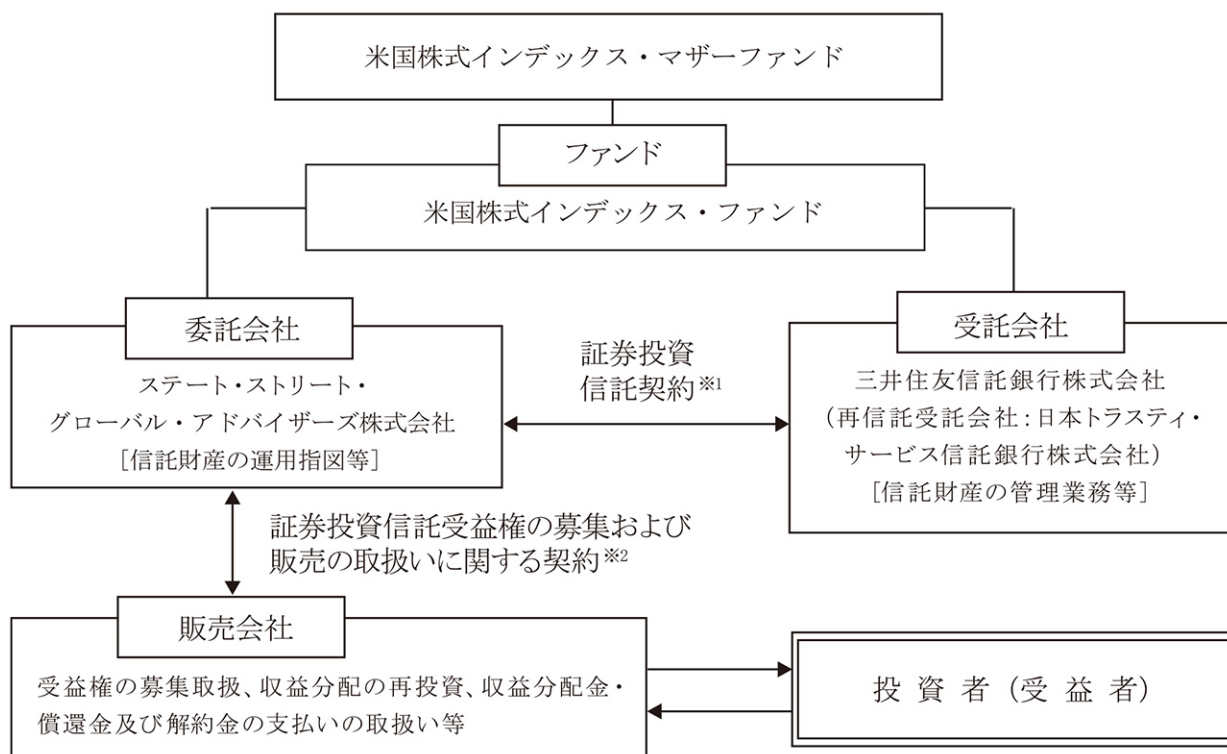 米国株式インデックス・マザーファンド
ファンド
米国株式インデックス・ファンド
委託会社
ステート・ストリート・
グローバル・アドバイザーズ株式会社
[信託財産の運用指図等]
証券投資
信託契約※1
受託会社
三井住友信託銀行株式会社
(再信託受託会社:日本トラスティ・
サービス信託銀行株式会社)
[信託財産の管理業務等]
証券投資信託受益権の募集および
販売の取扱いに関する契約※2
販売会社
受益権の募集取扱、収益分配の再投資、収益分配金・
償還金及び解約金の支払いの取扱い等
投資者(受益者)